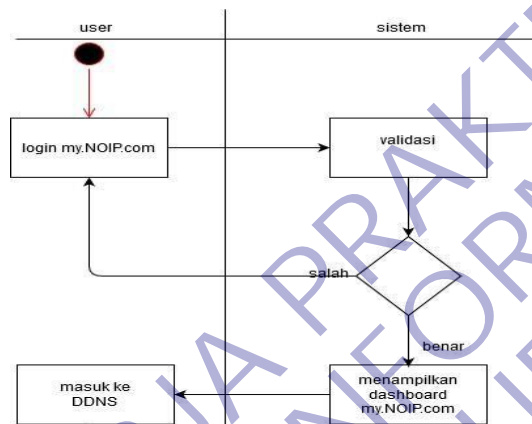 user
sistem
login my.NOIP.com
validasi
salah
benar
masuk ke
DDNS
menampilkan
dashboard
my.NOIP.com